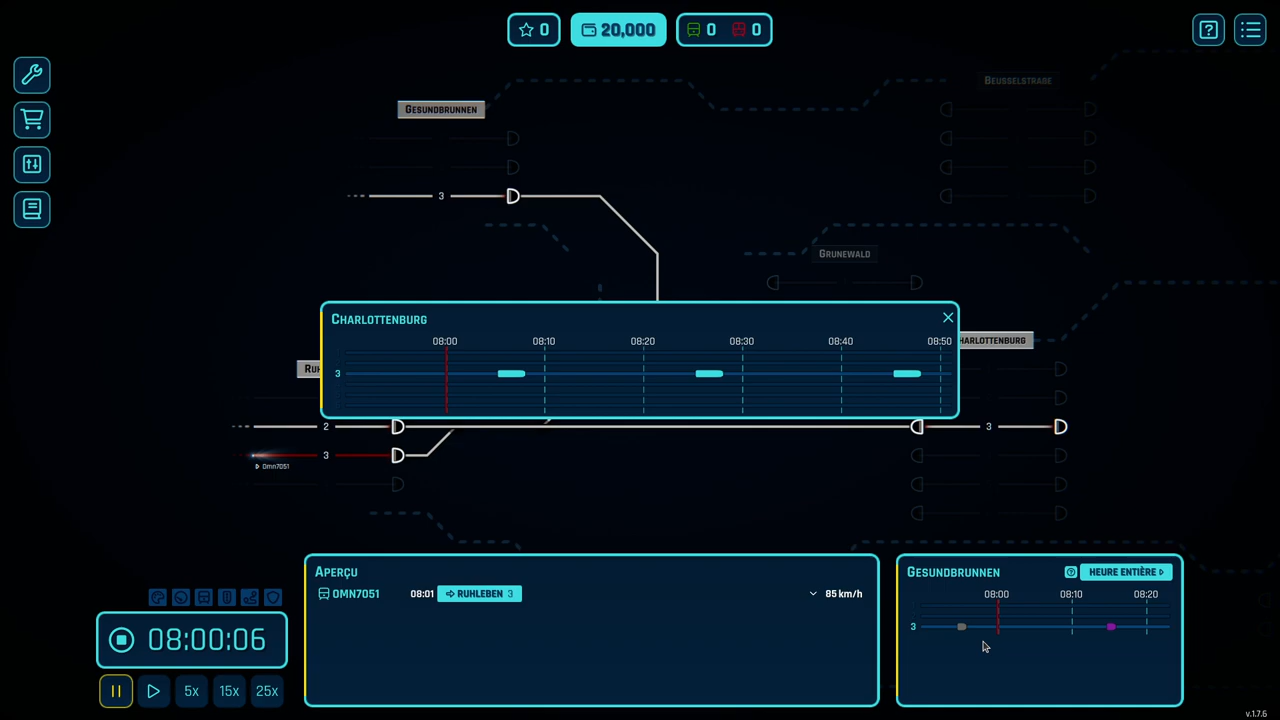 0
20,000
0
0
BEUSSELSTRAẞE
GESUNDBRUNNEN
3
GRUNEWALD
CHARLOTTENBURG
08:00
08:10
08:20
08:30
08:40
08:50
3
HARLOTTENBURG
RU
2
3
3
Omn7051
APERÇU
OMN7051
08:01
RUHLEBEN 3
85 km/h
GESUNDBRUNNEN
HEURE ENTIÈRE
08:00
08:10
08:20
3
08:00:06
5x
15x
25x
v.1.7.6